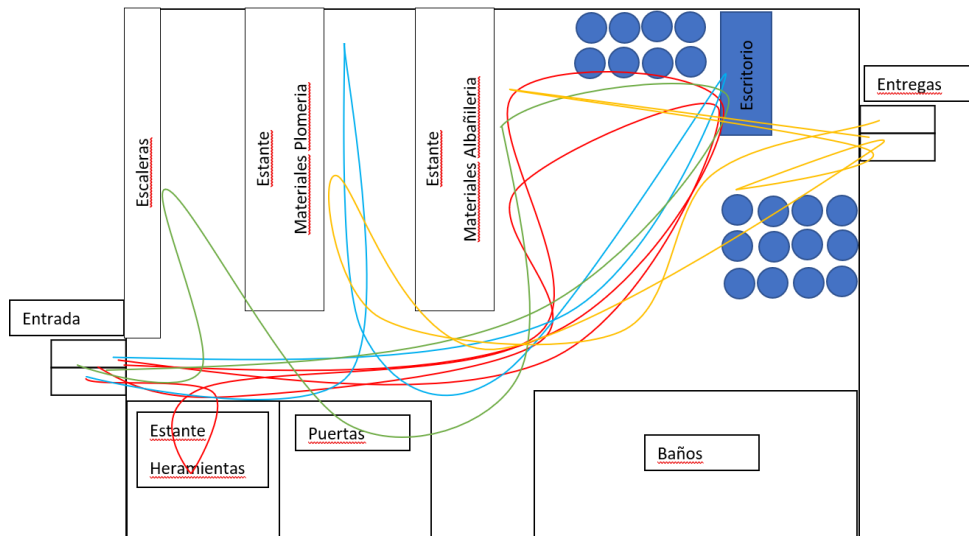 Escaleras
Estante
Materiales Plomeria
Estante
Materiales Albañileria
Escritorio
Entregas
Entrada
Estante
Heramientas
Puertas
Baños